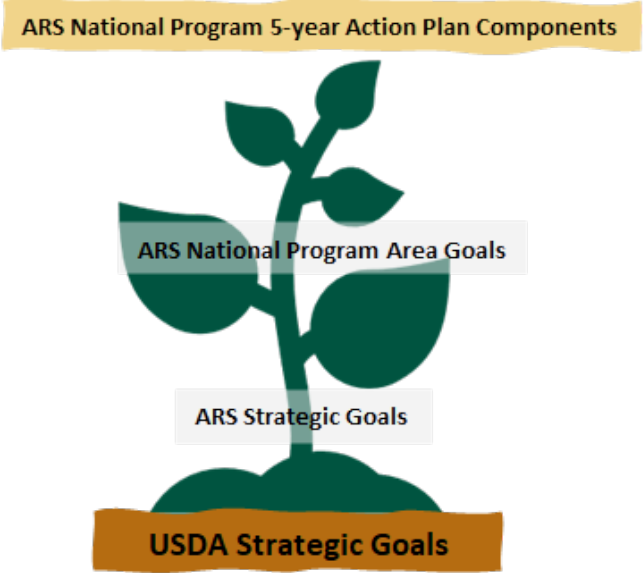 ARS National Program 5-year Action Plan Components
ARS National Program Area Goals
ARS Strategic Goals
USDA Strategic Goals